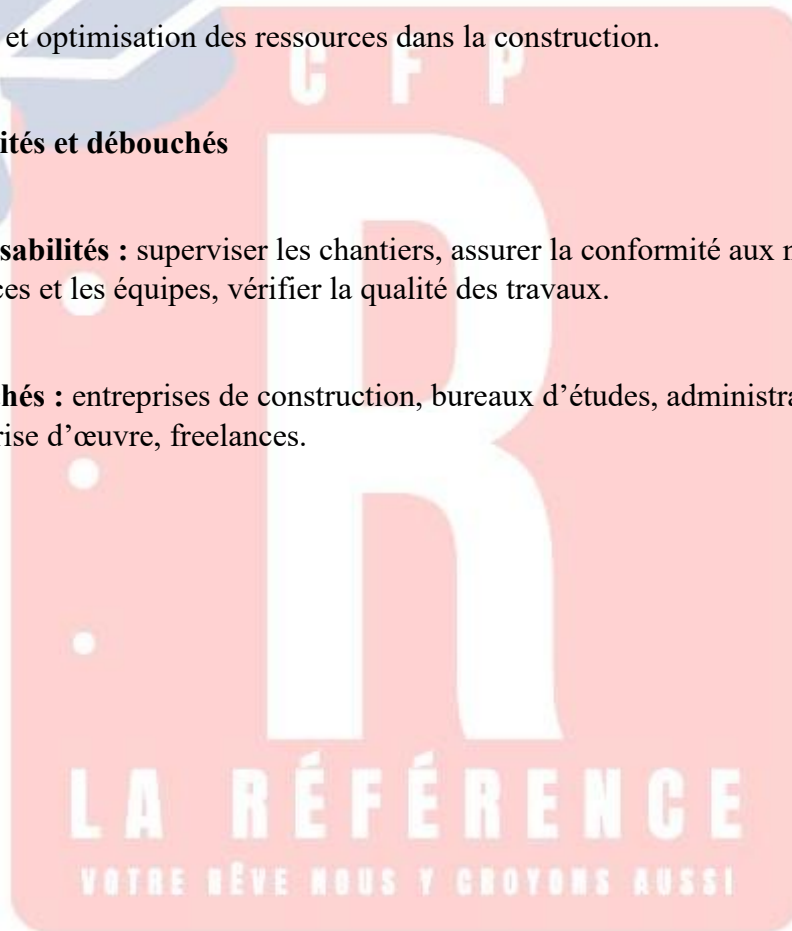 et optimisation des ressources dans la construction.
C F P
ités et débouchés
R
sabilités : superviser les chantiers, assurer la conformité aux n
ces et les équipes, vérifier la qualité des travaux.
hés : entreprises de construction, bureaux d’études, administra
rise d’œuvre, freelances.
LA RÉFÉRENCE
VOTRE RÊVE NOUS Y CROYONS AUSSI